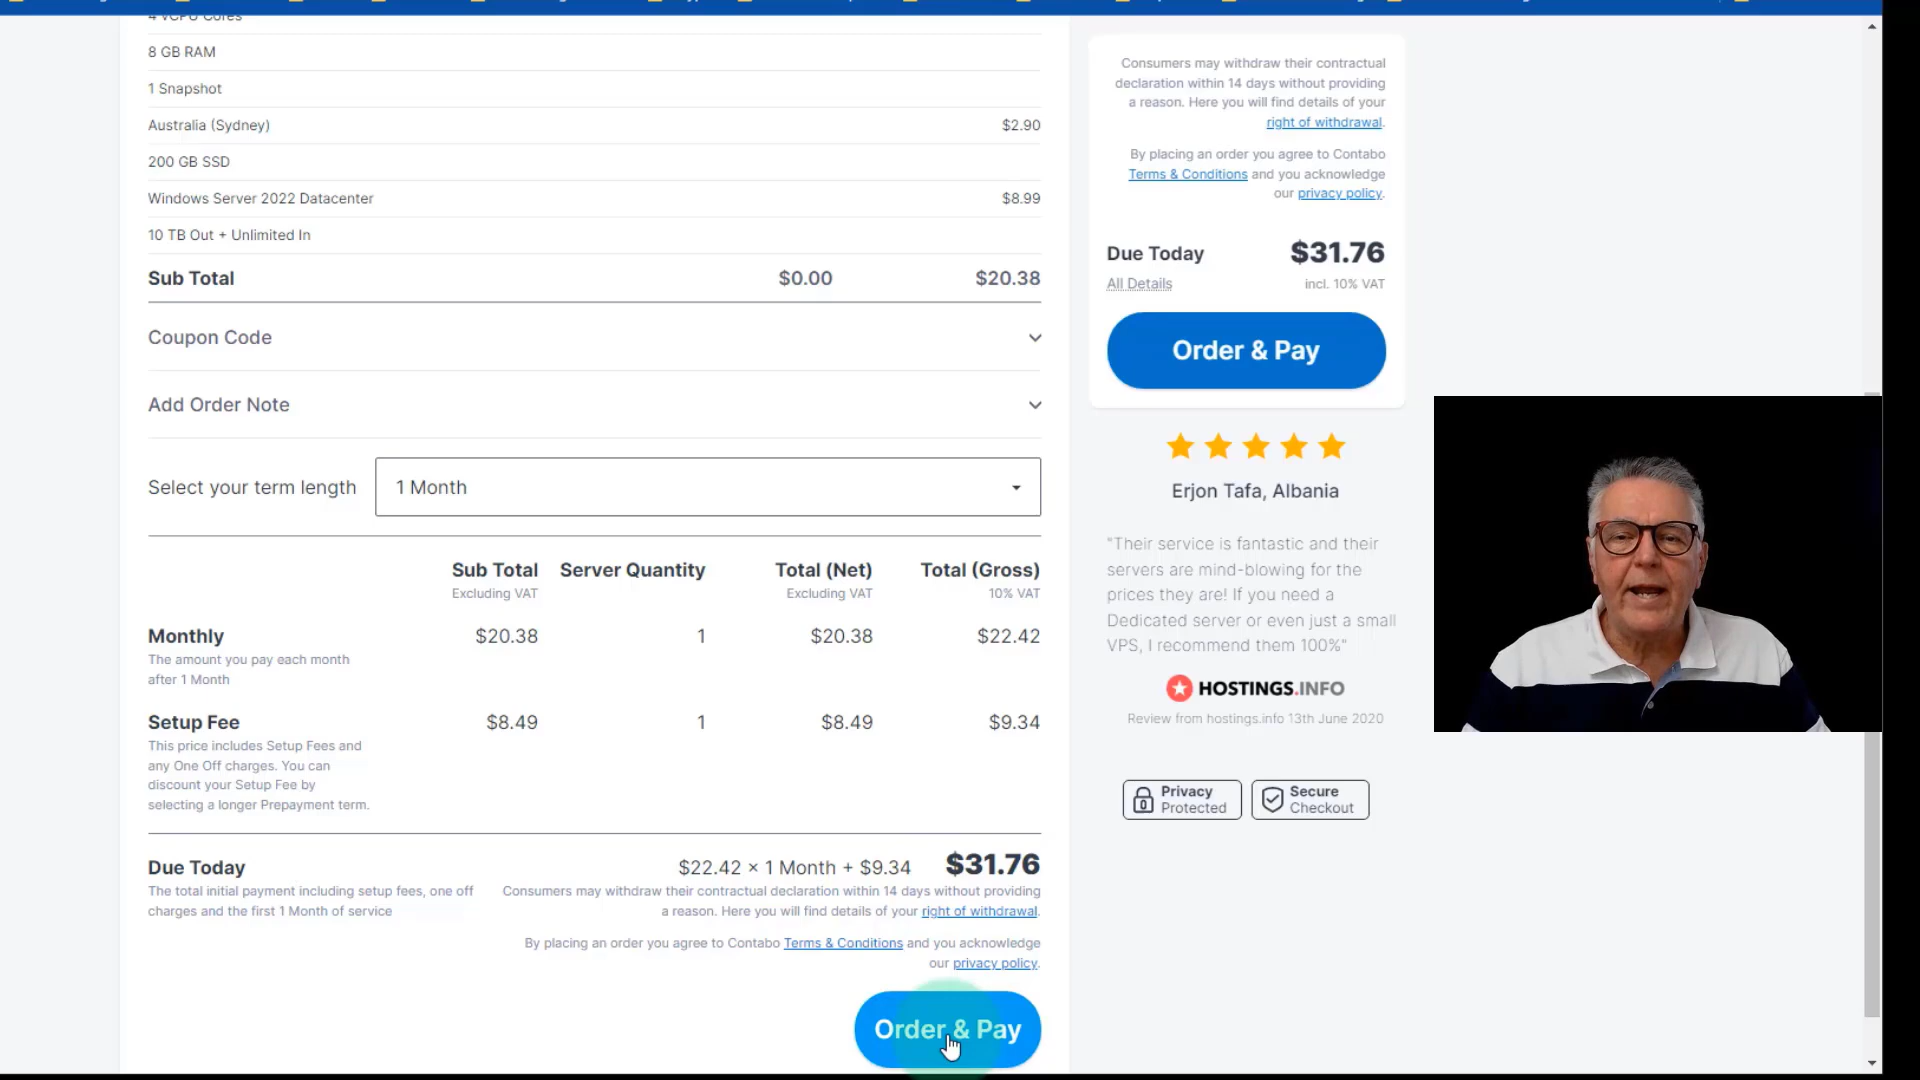 4 vCPU Cores
8 GB RAM
1 Snapshot
Australia (Sydney) $2.90
200 GB SSD
Windows Server 2022 Datacenter $8.99
10 TB Out + Unlimited In
Sub Total $0.00 $20.38
Coupon Code
Add Order Note
Select your term length 1 Month
Sub Total Server Quantity Total (Net) Total (Gross)
Excluding VAT Excluding VAT 10% VAT
Monthly $20.38 1 $20.38 $22.42
The amount you pay each month
after 1 Month
Setup Fee $8.49 1 $8.49 $9.34
This price includes Setup Fees and
any One Off charges. You can
discount your Setup Fee by
selecting a longer Prepayment term.
Due Today $22.42 × 1 Month + $9.34 $31.76
The total initial payment including setup fees, one off
charges and the first 1 Month of service
Consumers may withdraw their contractual declaration within 14 days without providing
a reason. Here you will find details of your right of withdrawal.
By placing an order you agree to Contabo Terms & Conditions and you acknowledge
our privacy policy.
Order & Pay
Consumers may withdraw their contractual
declaration within 14 days without providing
a reason. Here you will find details of your
right of withdrawal.
By placing an order you agree to Contabo
Terms & Conditions and you acknowledge
our privacy policy.
Due Today $31.76
All Details incl. 10% VAT
Order & Pay
Erjon Tafa, Albania
"Their service is fantastic and their
servers are mind-blowing for the
prices they are! If you need a
Dedicated server or even just a small
VPS, I recommend them 100%"
HOSTINGS.INFO
Review from hostings.info 13th June 2020
Privacy
Protected
Secure
Checkout